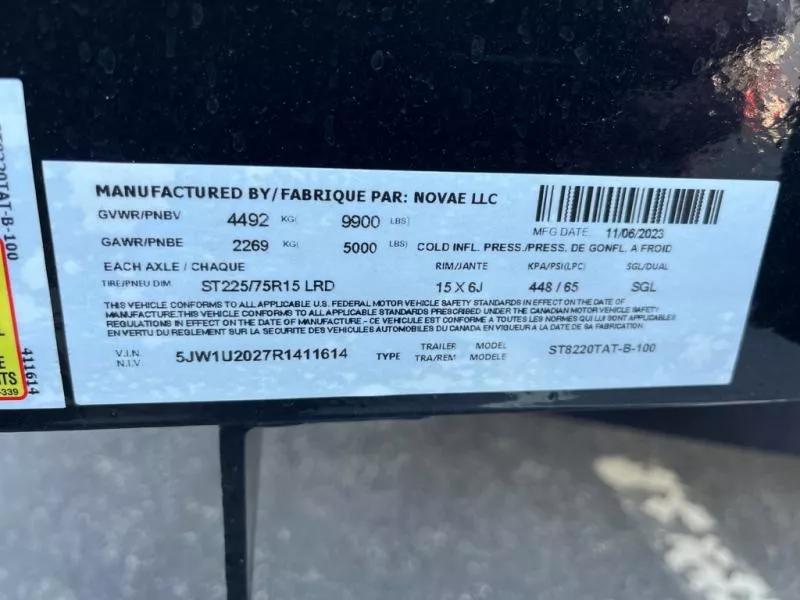 MANUFACTURED BY/FABRIQUE PAR: NOVAE LLC
GVWR/PNBV 4492 KG( 9900 LBS)
MFG DATE: 11/06/2023
GAWR/PNBE 2269 KG( 5000 LBS) COLD INFL. PRESS./PRESS. DE GONFL. A FROID
EACH AXLE / CHAQUE RIM/JANTE KPA/PSI(LPC) SGL/DUAL
TIRE/PNEU DIM. ST225/75R15 LRD 15 X 6J 448 / 65 SGL
THIS VEHICLE CONFORMS TO ALL APPLICABLE U.S. FEDERAL MOTOR VEHICLE SAFETY STANDARDS IN EFFECT ON THE DATE OF
MANUFACTURE.THIS VEHICLE CONFORMS TO ALL APPLICABLE STANDARDS PRESCRIBED UNDER THE CANADIAN MOTOR VEHICLE SAFETY
REGULATIONS IN EFFECT ON THE DATE OF MANUFACTURE - CE VEHICULE EST CONFORME A TOUTES LES NORMES QUI LUI SONT APPLICABLES
EN VERTU DU REGLEMENT SUR LA SECURITE DES VEHICULES AUTOMOBILES DU CANADA EN VIGUEUR A LA DATE DE SA FABRICATION.
V.I.N. 5JW1U2027R1411614 TYPE TRAILER MODEL ST8220TAT-B-100
N.I.V. TRA/REM MODELE
TAT-B-100
411614
E
TS
-339